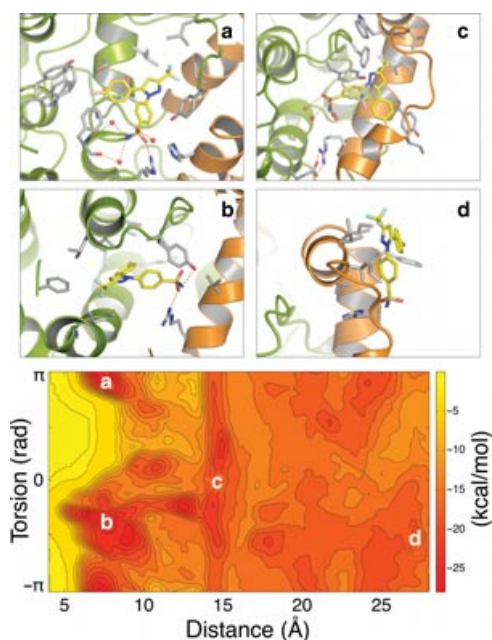 a
c
b
d
π
0
−π
Torsion (rad)
a
b
c
d
5
10
15
20
25
Distance (Å)
−5
−10
−15
−20
−25
(kcal/mol)